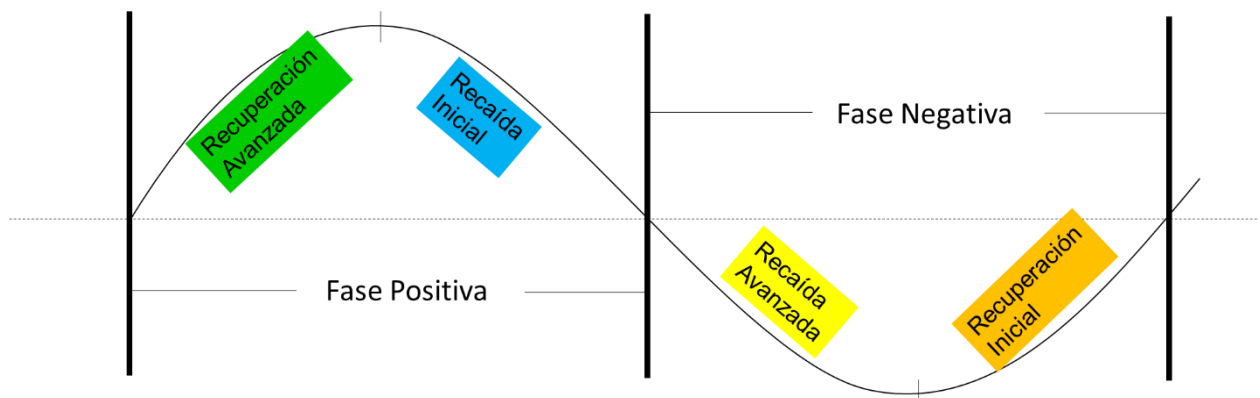 Recuperación
Avanzada
Recaída
Inicial
Fase Positiva
Fase Negativa
Recaída
Avanzada
Recuperación
Inicial